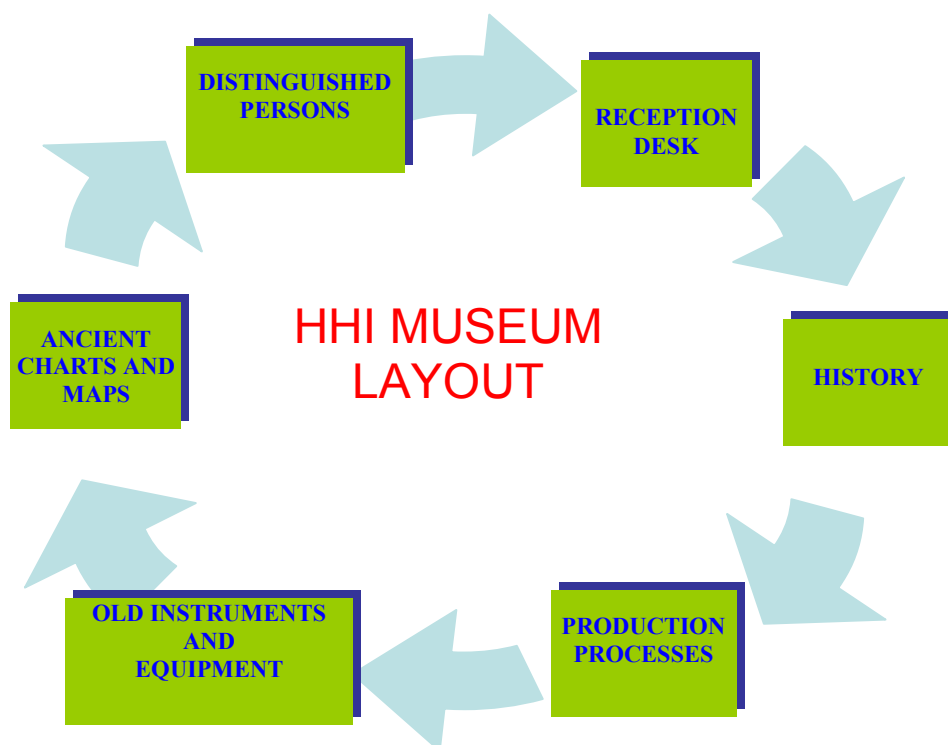 DISTINGUISHED
PERSONS
RECEPTION
DESK
HHI MUSEUM
LAYOUT
ANCIENT
CHARTS AND
MAPS
HISTORY
OLD INSTRUMENTS
AND
EQUIPMENT
PRODUCTION
PROCESSES